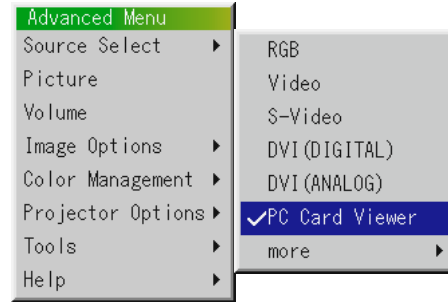 Advanced Menu
Source Select
Picture
Volume
Image Options
Color Management
Projector Options
Tools
Help
RGB
Video
S-Video
DVI(DIGITAL)
DVI(ANALOG)
PC Card Viewer
more